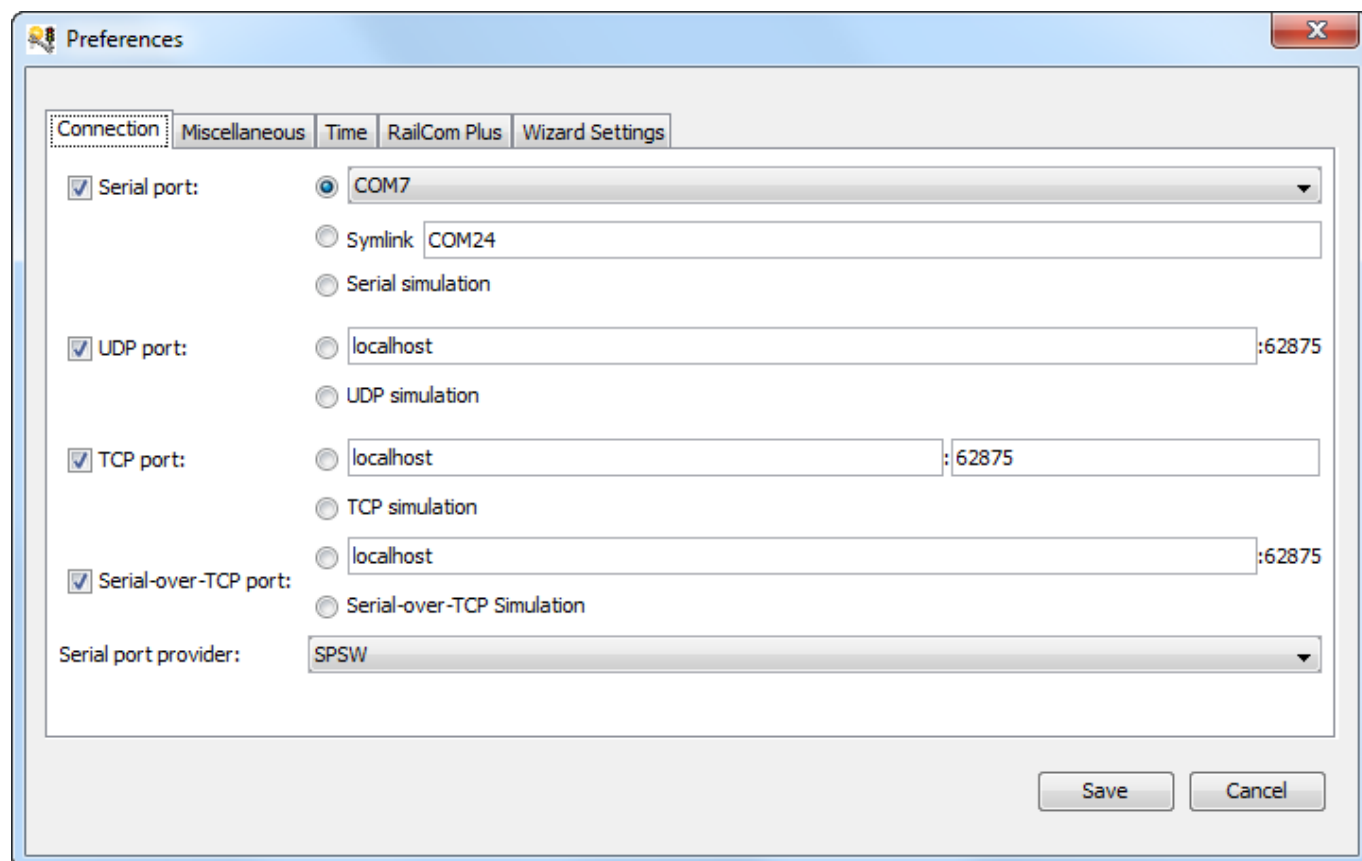 Preferences
Connection Miscellaneous Time RailCom Plus Wizard Settings
Serial port: COM7
Symlink COM24
Serial simulation
UDP port: localhost :62875
UDP simulation
TCP port: localhost : 62875
TCP simulation
localhost :62875
Serial-over-TCP port:
Serial-over-TCP Simulation
Serial port provider: SPSW
Save Cancel